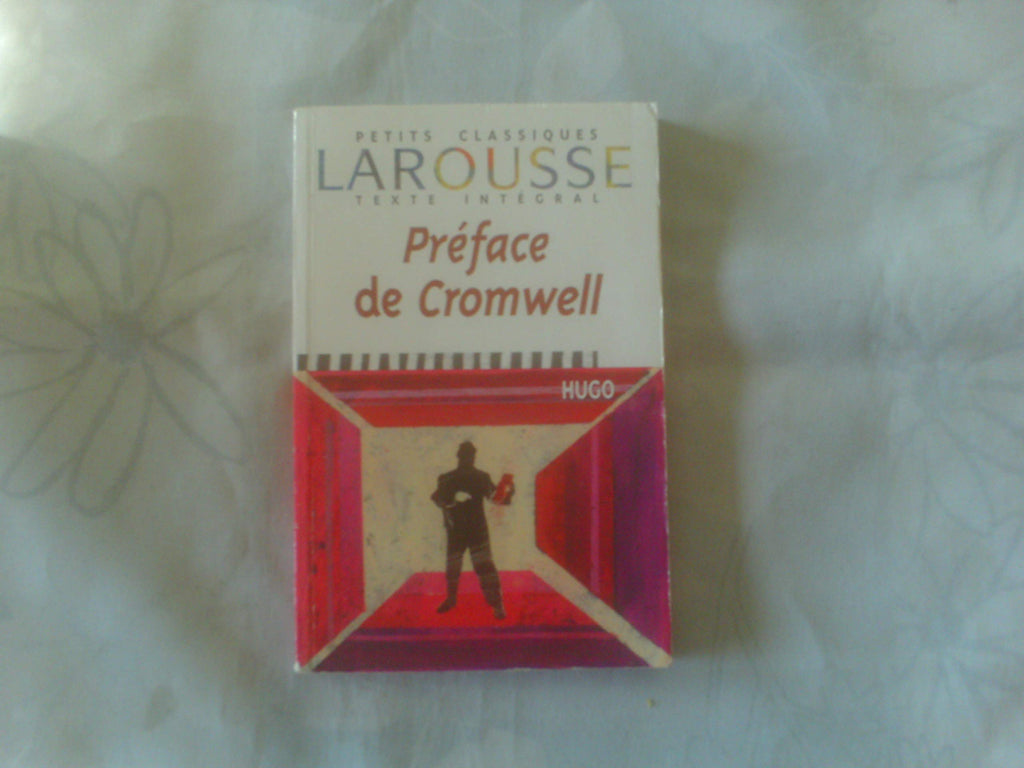 PETITS CLASSIQUES
LAROUSSE
TEXTE INTÉGRAL
Préface
de Cromwell
HUGO